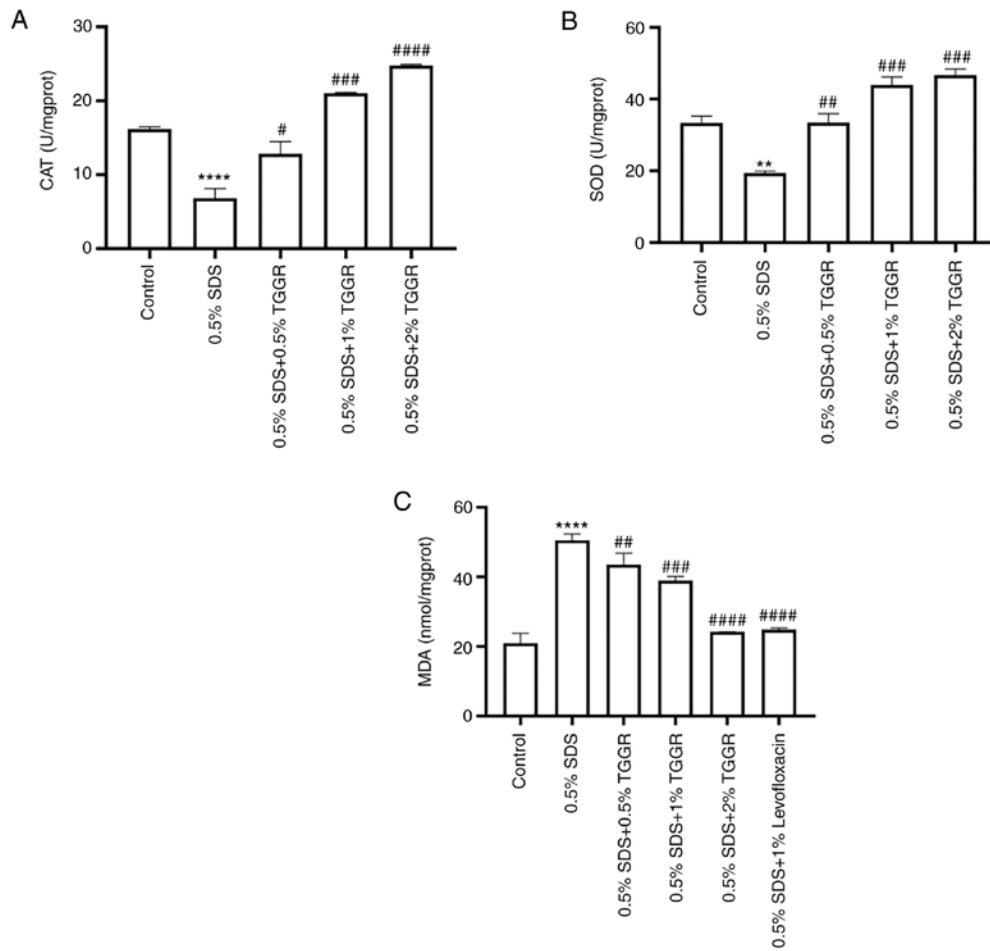 A
CAT (U/mgprot)
30
20
10
0
****
#
###
####
Control
0.5% SDS
0.5% SDS+0.5% TGGR
0.5% SDS+1% TGGR
0.5% SDS+2% TGGR
B
SOD (U/mgprot)
60
40
20
0
**
##
###
###
Control
0.5% SDS
0.5% SDS+0.5% TGGR
0.5% SDS+1% TGGR
0.5% SDS+2% TGGR
C
MDA (nmol/mgprot)
60
40
20
0
****
##
###
####
####
Control
0.5% SDS
0.5% SDS+0.5% TGGR
0.5% SDS+1% TGGR
0.5% SDS+2% TGGR
0.5% SDS+1% Levofloxacin